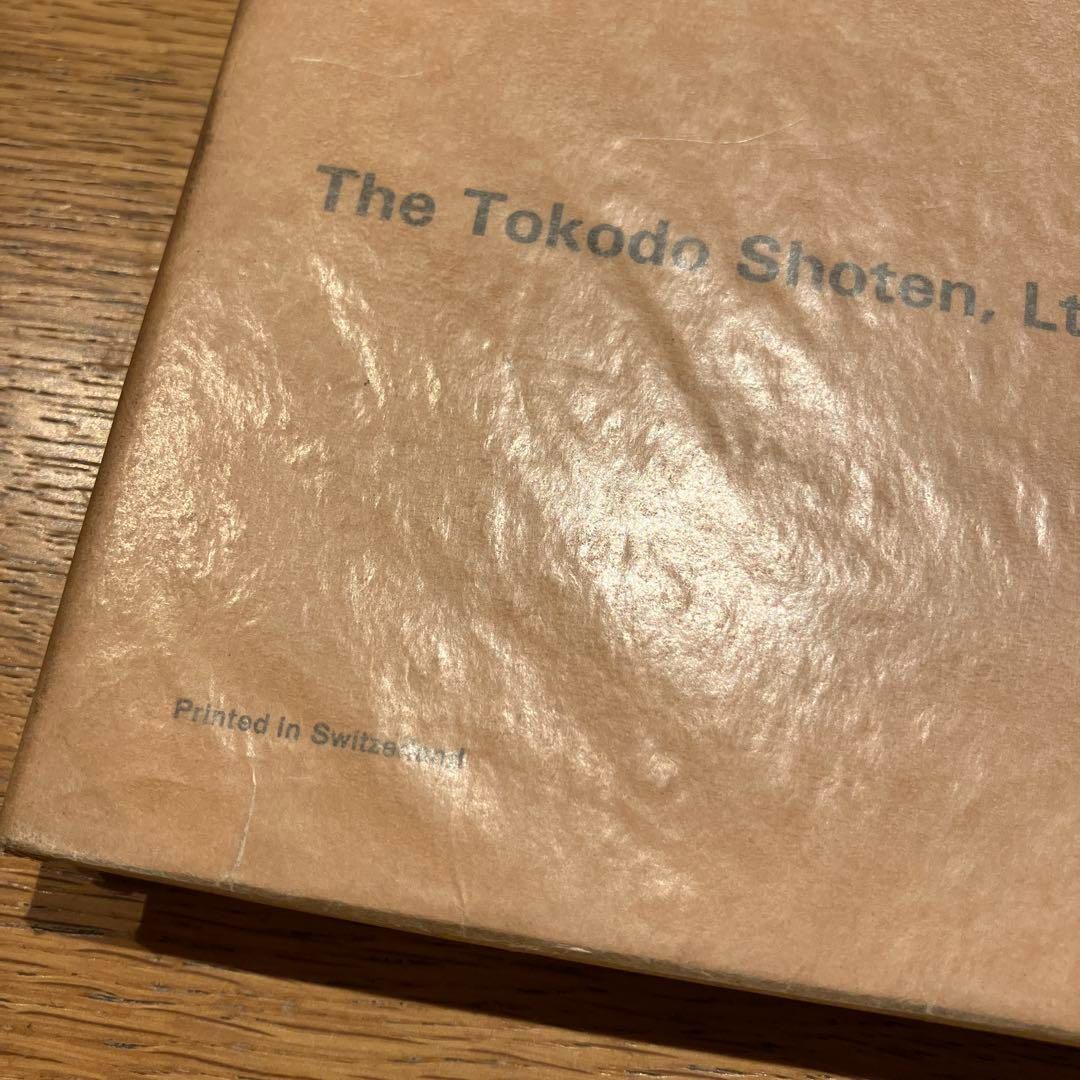 The Tokodo Shoten, Lt
Printed in Switzerland